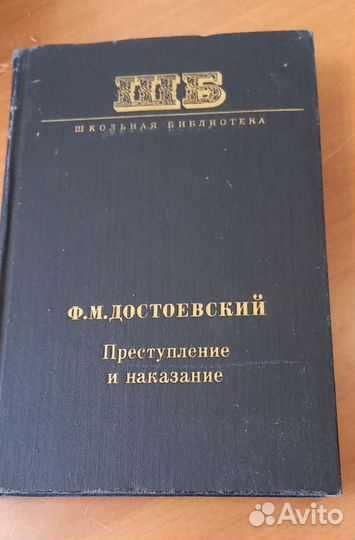 ШБ
ШКОЛЬНАЯ БИБЛИОТЕКА
Ф.М.ДОСТОЕВСКИЙ
Преступление
и наказание
Avito